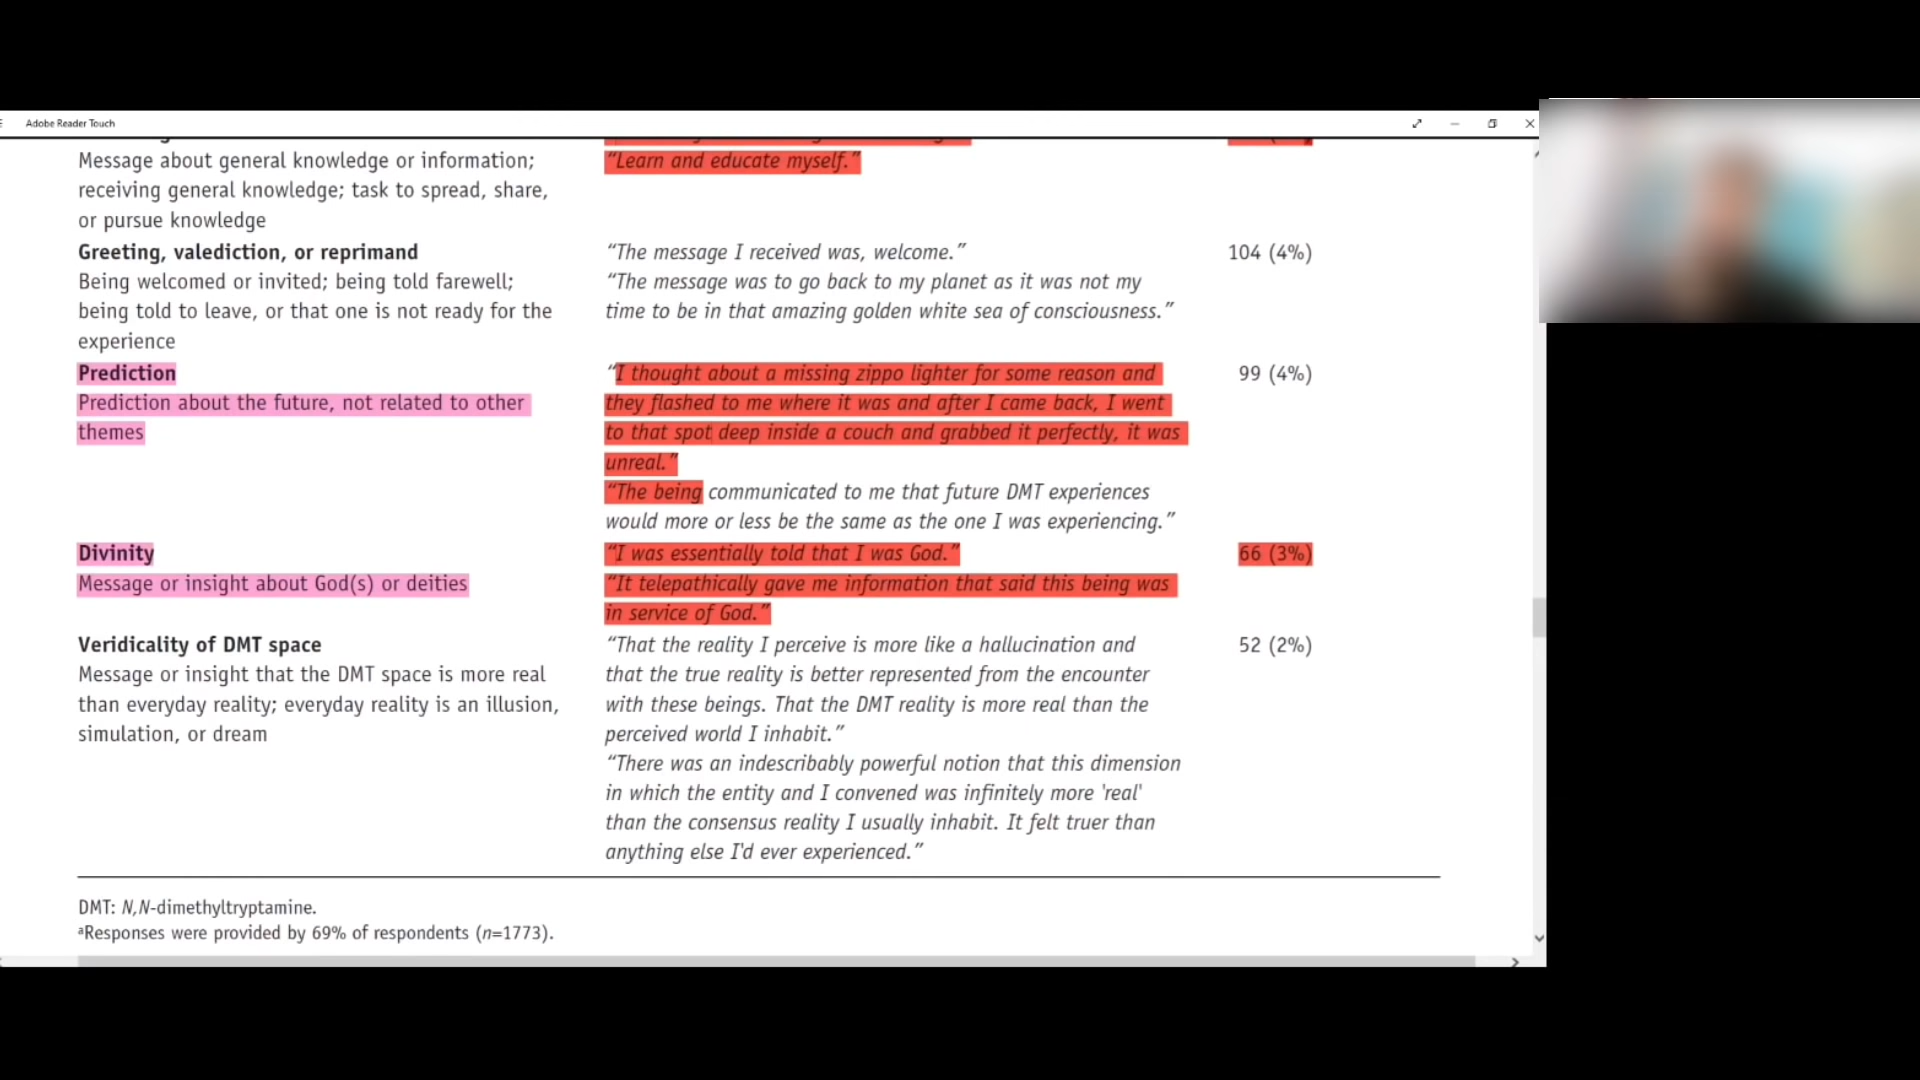 Adobe Reader Touch
Message about general knowledge or information;
receiving general knowledge; task to spread, share,
or pursue knowledge
“Learn and educate myself.”
Greeting, valediction, or reprimand
Being welcomed or invited; being told farewell;
being told to leave, or that one is not ready for the
experience
“The message I received was, welcome.”
“The message was to go back to my planet as it was not my
time to be in that amazing golden white sea of consciousness.”
104 (4%)
Prediction
Prediction about the future, not related to other
themes
“I thought about a missing zippo lighter for some reason and
they flashed to me where it was and after I came back, I went
to that spot deep inside a couch and grabbed it perfectly, it was
unreal.”
“The being communicated to me that future DMT experiences
would more or less be the same as the one I was experiencing.”
99 (4%)
Divinity
Message or insight about God(s) or deities
“I was essentially told that I was God.”
“It telepathically gave me information that said this being was
in service of God.”
66 (3%)
Veridicality of DMT space
Message or insight that the DMT space is more real
than everyday reality; everyday reality is an illusion,
simulation, or dream
“That the reality I perceive is more like a hallucination and
that the true reality is better represented from the encounter
with these beings. That the DMT reality is more real than the
perceived world I inhabit.”
“There was an indescribably powerful notion that this dimension
in which the entity and I convened was infinitely more 'real'
than the consensus reality I usually inhabit. It felt truer than
anything else I'd ever experienced.”
52 (2%)
DMT: N,N-dimethyltryptamine.
ᵃResponses were provided by 69% of respondents (n=1773).